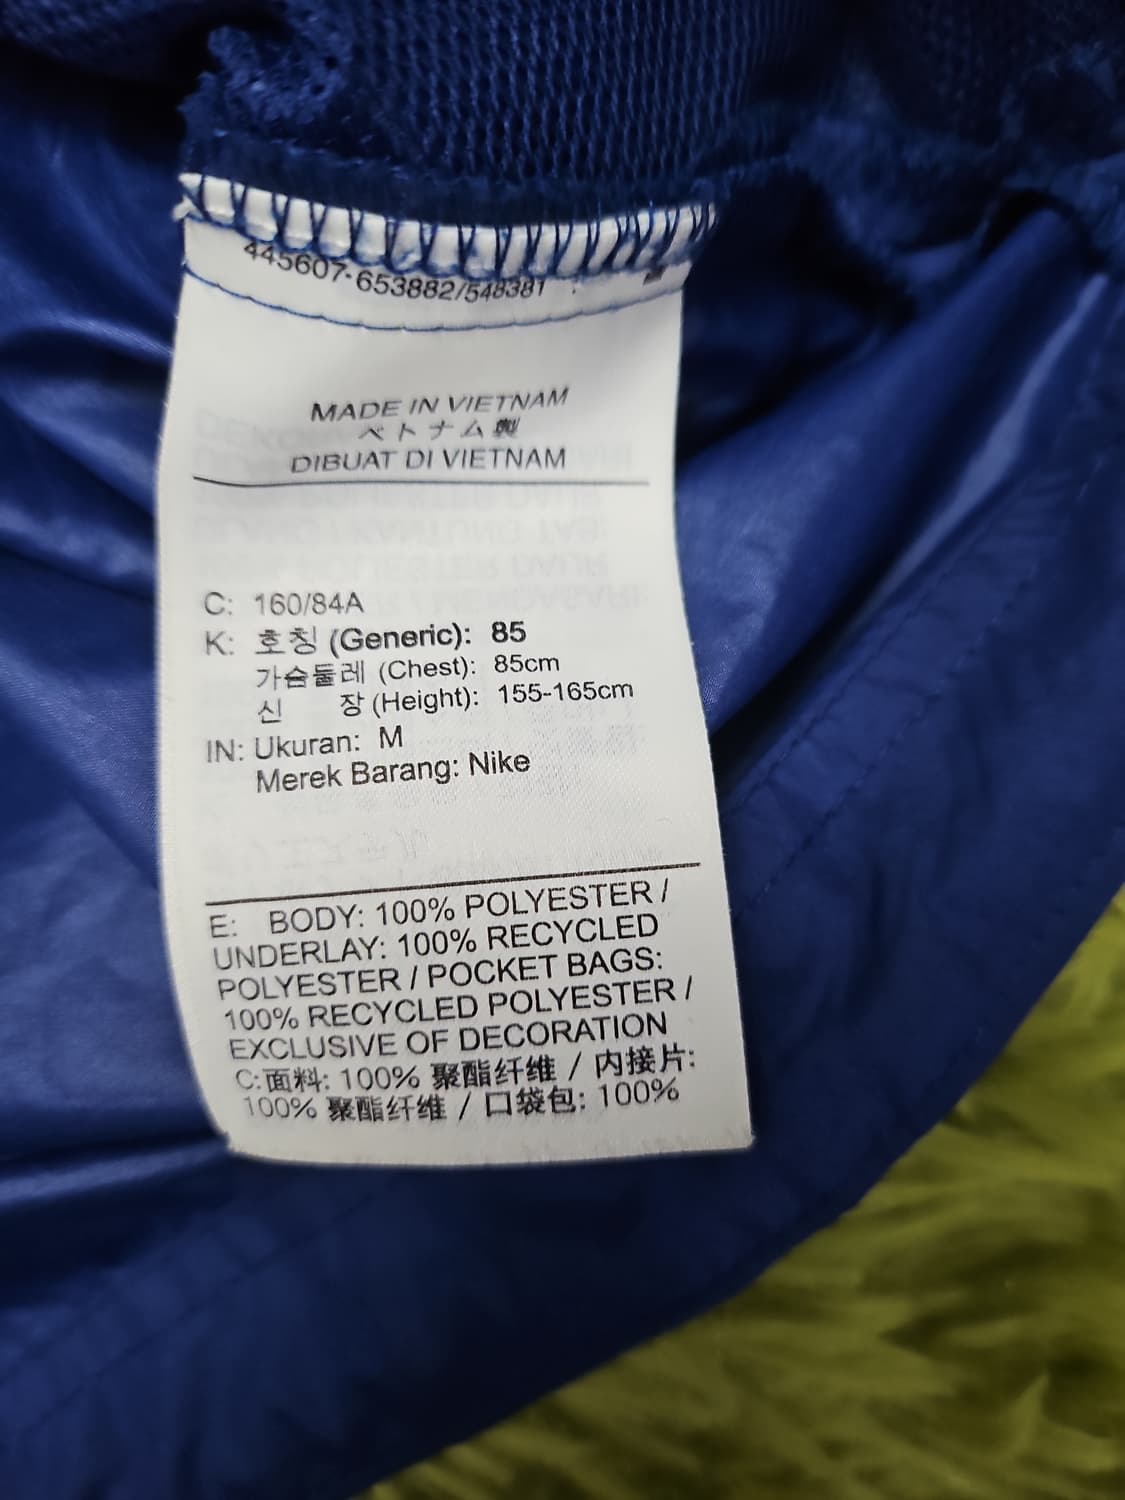 445607-653882/548381
MADE IN VIETNAM
ベトナム製
DIBUAT DI VIETNAM
C: 160/84A
K: 호칭 (Generic): 85
가슴둘레 (Chest): 85cm
신 장 (Height): 155-165cm
IN: Ukuran: M
Merek Barang: Nike
E: BODY: 100% POLYESTER /
UNDERLAY: 100% RECYCLED
POLYESTER / POCKET BAGS:
100% RECYCLED POLYESTER /
EXCLUSIVE OF DECORATION
C:面料: 100% 聚酯纤维 / 内接片:
100% 聚酯纤维 / 口袋包: 100%